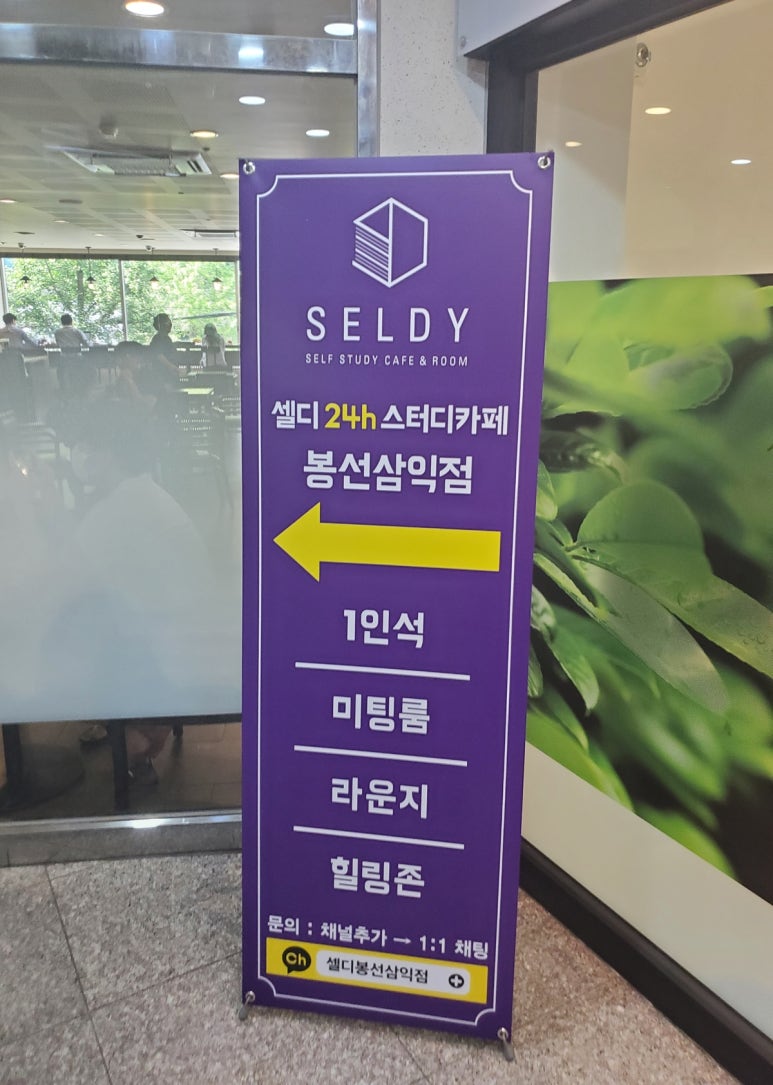 SELDY
SELF STUDY CAFE & ROOM
셀디 24h 스터디카페
봉선삼익점
1인석
미팅룸
라운지
힐링존
문의 : 채널추가 → 1:1 채팅
Ch 셀디봉선삼익점